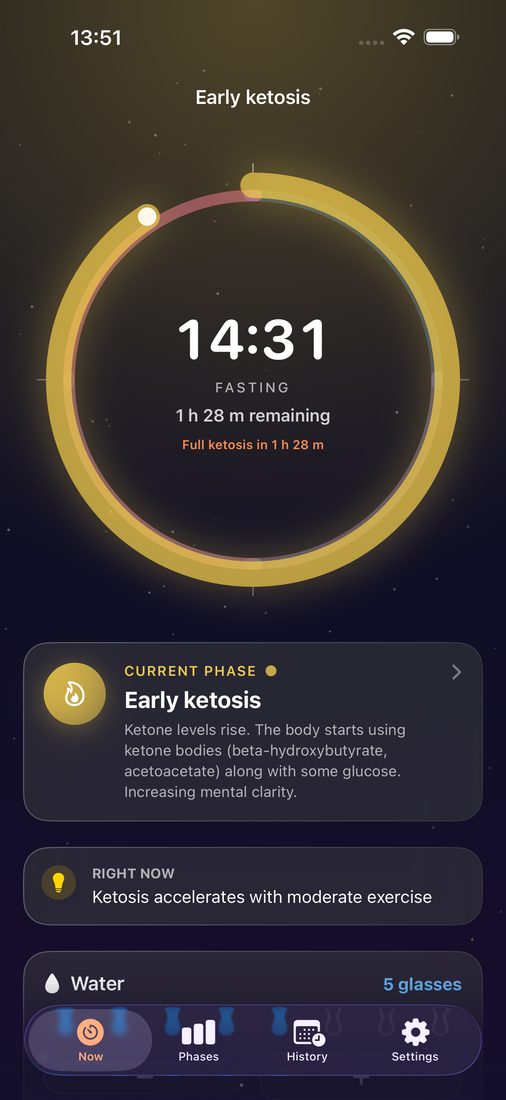 13:51
Early ketosis
14:31
FASTING
1 h 28 m remaining
Full ketosis in 1 h 28 m
CURRENT PHASE
Early ketosis
Ketone levels rise. The body starts using
ketone bodies (beta-hydroxybutyrate,
acetoacetate) along with some glucose.
Increasing mental clarity.
RIGHT NOW
Ketosis accelerates with moderate exercise
Water
5 glasses
Now
Phases
History
Settings